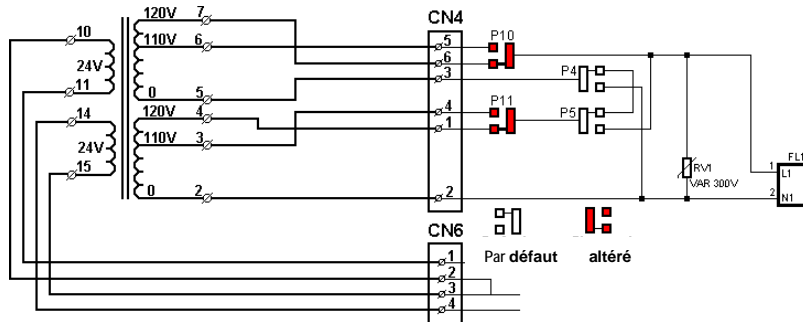 120V 7
110V 6
0 5
120V 4
110V 3
0 2
10
24V
11
14
24V
15
CN4
5
6
3
4
1
2
P10
P11
P4
P5
RV1
VAR 300V
FL1
1 L1
2 N1
Par défaut altéré
CN6
1
2
3
4